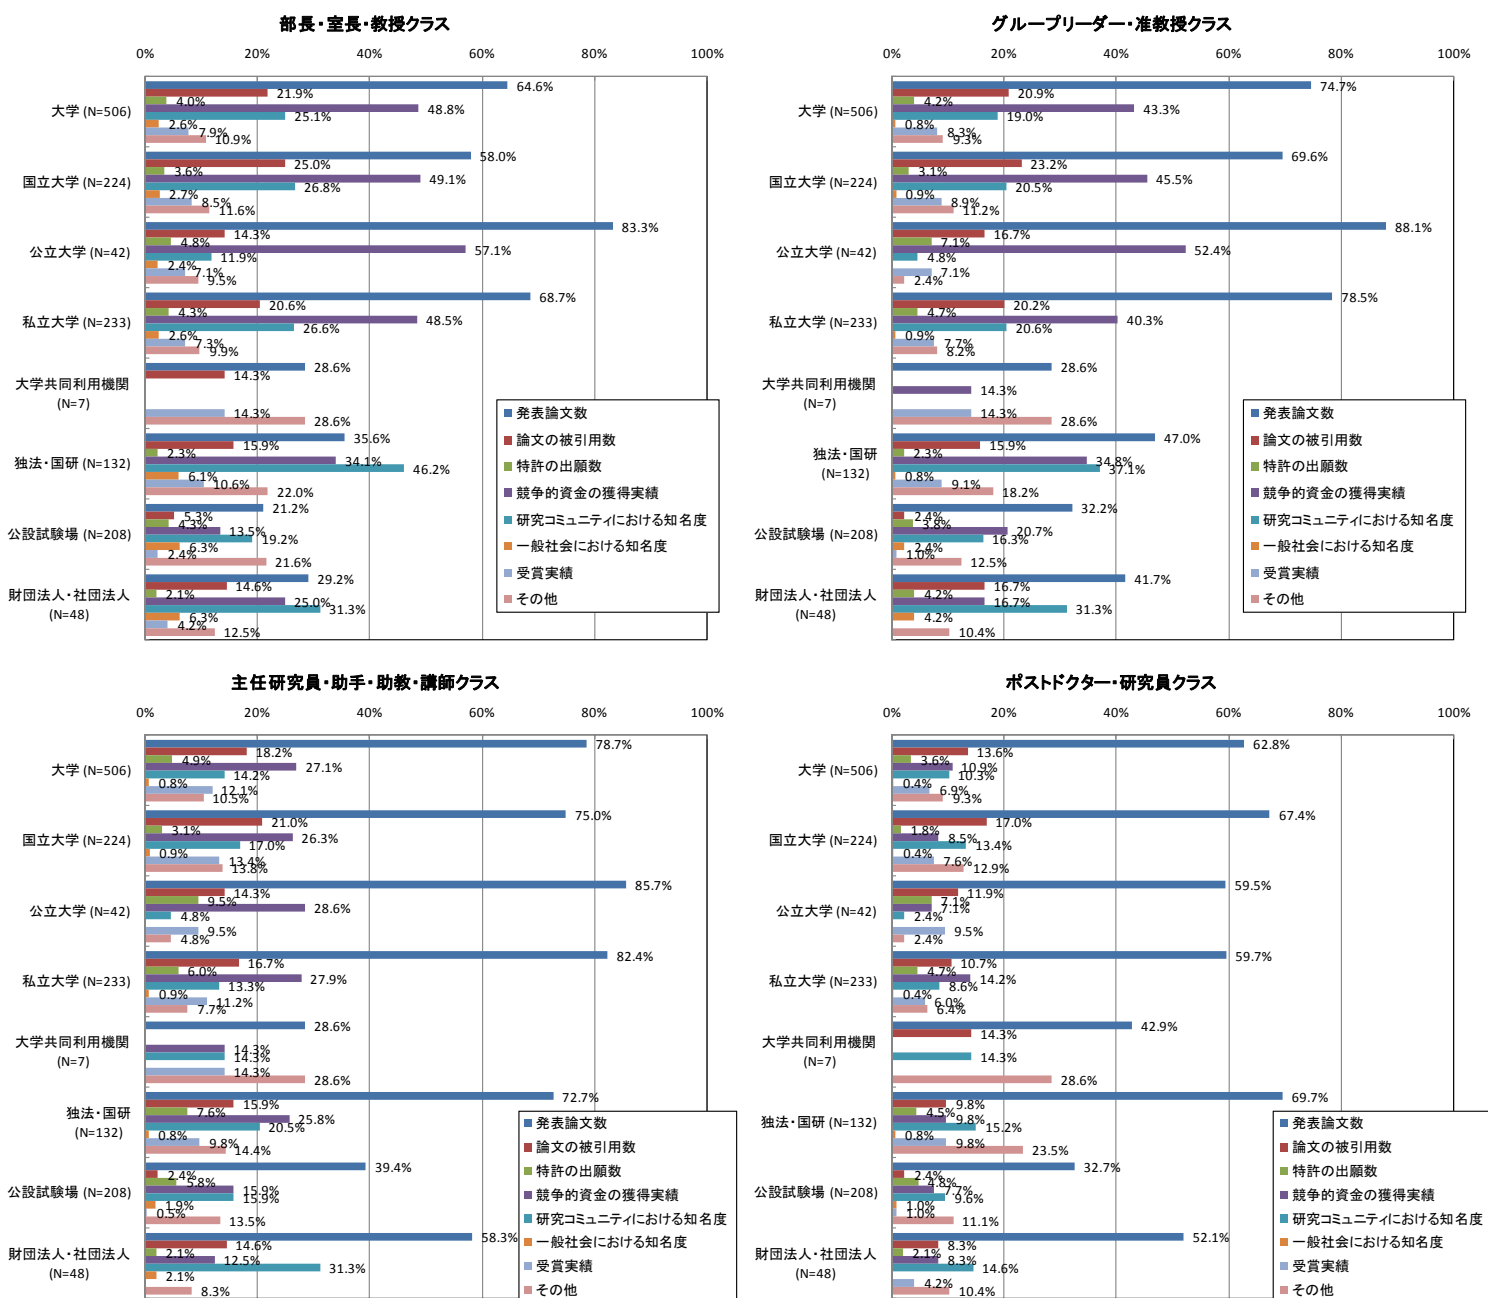 部長・室長・教授クラス
0% 20% 40% 60% 80% 100%
大学 (N=506)
64.6%
21.9%
4.0%
48.8%
25.1%
2.6%
7.9%
10.9%
国立大学 (N=224)
58.0%
25.0%
3.6%
49.1%
26.8%
2.7%
8.5%
11.6%
公立大学 (N=42)
83.3%
14.3%
4.8%
57.1%
11.9%
2.4%
7.1%
9.5%
私立大学 (N=233)
68.7%
20.6%
4.3%
48.5%
26.6%
2.6%
7.3%
9.9%
大学共同利用機関
(N=7)
28.6%
14.3%
14.3%
28.6%
独法・国研 (N=132)
35.6%
15.9%
2.3%
34.1%
46.2%
6.1%
10.6%
22.0%
公設試験場 (N=208)
21.2%
5.3%
4.3%
13.5%
19.2%
6.3%
2.4%
21.6%
財団法人・社団法人
(N=48)
29.2%
14.6%
2.1%
25.0%
31.3%
6.3%
4.2%
12.5%
発表論文数
論文の被引用数
特許の出願数
競争的資金の獲得実績
研究コミュニティにおける知名度
一般社会における知名度
受賞実績
その他
グループリーダー・准教授クラス
0% 20% 40% 60% 80% 100%
大学 (N=506)
74.7%
20.9%
4.2%
43.3%
19.0%
0.8%
8.3%
9.3%
国立大学 (N=224)
69.6%
23.2%
3.1%
45.5%
20.5%
0.9%
8.9%
11.2%
公立大学 (N=42)
88.1%
16.7%
7.1%
52.4%
4.8%
7.1%
2.4%
私立大学 (N=233)
78.5%
20.2%
4.7%
40.3%
20.6%
0.9%
7.7%
8.2%
大学共同利用機関
(N=7)
28.6%
14.3%
14.3%
28.6%
独法・国研
(N=132)
47.0%
15.9%
2.3%
34.8%
37.1%
0.8%
9.1%
18.2%
公設試験場 (N=208)
32.2%
2.4%
3.8%
20.7%
16.3%
2.4%
1.0%
12.5%
財団法人・社団法人
(N=48)
41.7%
16.7%
4.2%
16.7%
31.3%
4.2%
10.4%
発表論文数
論文の被引用数
特許の出願数
競争的資金の獲得実績
研究コミュニティにおける知名度
一般社会における知名度
受賞実績
その他
主任研究員・助手・助教・講師クラス
0% 20% 40% 60% 80% 100%
大学 (N=506)
78.7%
18.2%
4.9%
27.1%
14.2%
0.8%
12.1%
10.5%
国立大学 (N=224)
75.0%
21.0%
3.1%
26.3%
17.0%
0.9%
13.4%
13.8%
公立大学 (N=42)
85.7%
14.3%
9.5%
28.6%
4.8%
9.5%
4.8%
私立大学 (N=233)
82.4%
16.7%
6.0%
27.9%
13.3%
0.9%
11.2%
7.7%
大学共同利用機関
(N=7)
28.6%
14.3%
14.3%
14.3%
28.6%
独法・国研
(N=132)
72.7%
15.9%
7.6%
25.8%
20.5%
0.8%
9.8%
14.4%
公設試験場 (N=208)
39.4%
2.4%
5.8%
15.9%
15.9%
1.9%
0.5%
13.5%
財団法人・社団法人
(N=48)
58.3%
14.6%
2.1%
12.5%
31.3%
2.1%
8.3%
発表論文数
論文の被引用数
特許の出願数
競争的資金の獲得実績
研究コミュニティにおける知名度
一般社会における知名度
受賞実績
その他
ポストドクター・研究員クラス
0% 20% 40% 60% 80% 100%
大学 (N=506)
62.8%
13.6%
3.6%
10.9%
10.3%
0.4%
6.9%
9.3%
国立大学 (N=224)
67.4%
17.0%
1.8%
8.5%
13.4%
0.4%
7.6%
12.9%
公立大学 (N=42)
59.5%
11.9%
7.1%
7.1%
2.4%
9.5%
2.4%
私立大学 (N=233)
59.7%
10.7%
4.7%
14.2%
8.6%
0.4%
6.0%
6.4%
大学共同利用機関
(N=7)
42.9%
14.3%
14.3%
28.6%
独法・国研 (N=132)
69.7%
9.8%
4.5%
9.8%
15.2%
0.8%
9.8%
23.5%
公設試験場 (N=208)
32.7%
2.4%
4.8%
7.7%
9.6%
1.0%
1.0%
11.1%
財団法人・社団法人
(N=48)
52.1%
8.3%
2.1%
8.3%
14.6%
4.2%
10.4%
発表論文数
論文の被引用数
特許の出願数
競争的資金の獲得実績
研究コミュニティにおける知名度
一般社会における知名度
受賞実績
その他